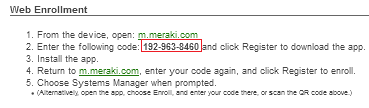 Web Enrollment
1. From the device, open: m.meraki.com
2. Enter the following code: 192-963-8460 and click Register to download the app.
3. Install the app.
4. Return to m.meraki.com, enter your code again, and click Register to enroll.
5. Choose Systems Manager when prompted.
• (Alternatively, open the app, choose Enroll, and enter your code there, or scan the QR code above.)